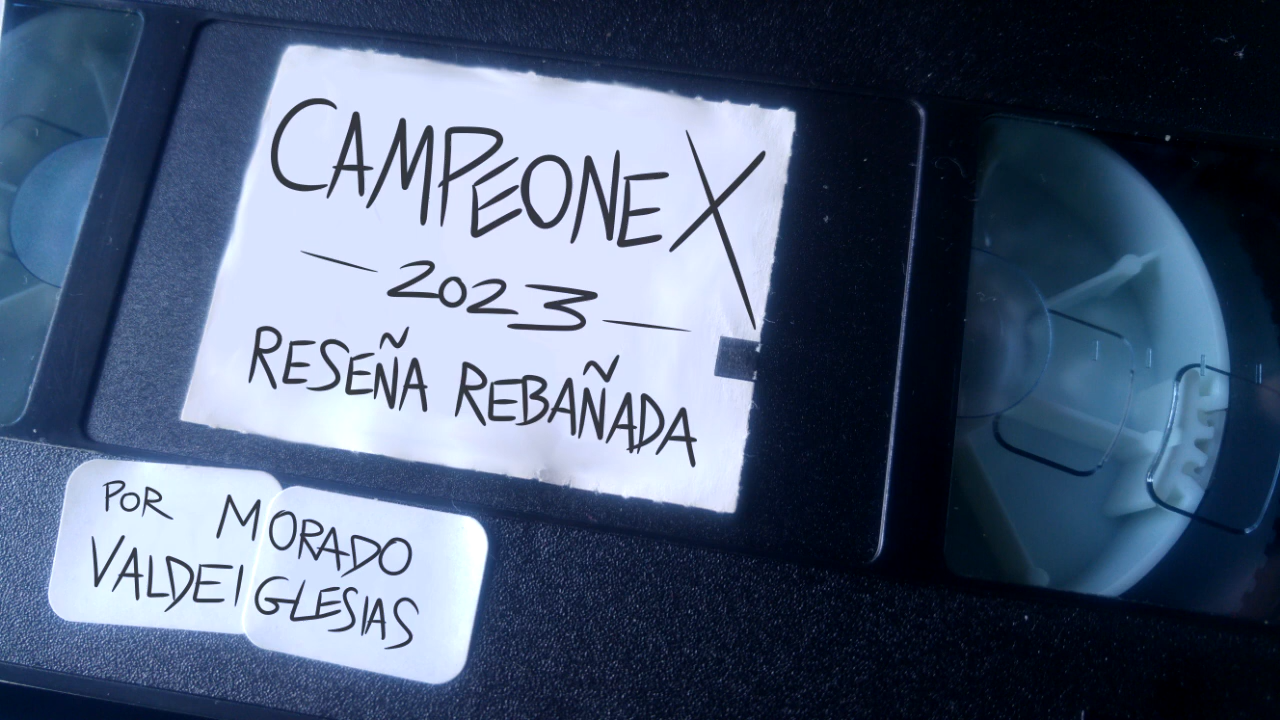 CAMPEONEX
— 2023 —
RESEÑA REBAÑADA
POR MORADO
VALDEIGLESIAS